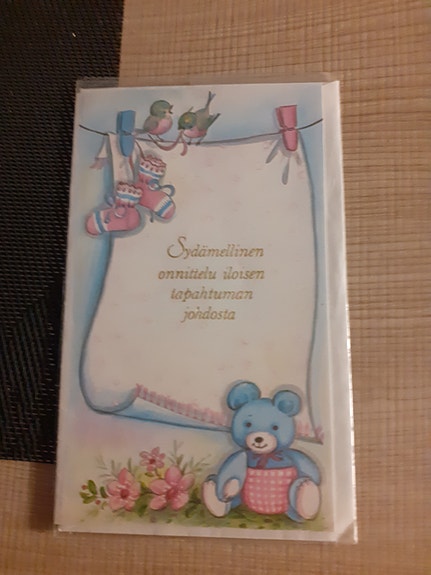 Sydämellinen
onnittelu iloisen
tapahtuman
johdosta